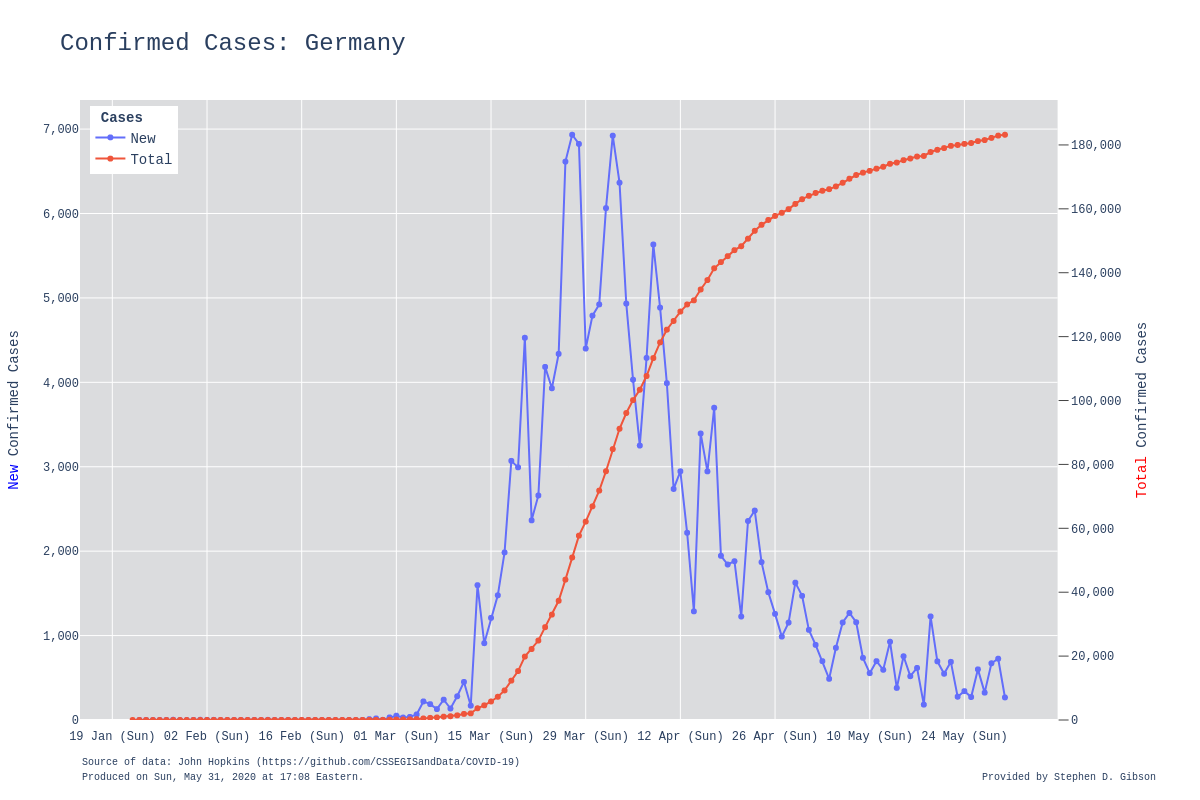 Confirmed Cases: Germany
Cases
New
Total
7,000
6,000
5,000
4,000
3,000
2,000
1,000
0
New Confirmed Cases
180,000
160,000
140,000
120,000
100,000
80,000
60,000
40,000
20,000
0
Total Confirmed Cases
19 Jan (Sun) 02 Feb (Sun) 16 Feb (Sun) 01 Mar (Sun) 15 Mar (Sun) 29 Mar (Sun) 12 Apr (Sun) 26 Apr (Sun) 10 May (Sun) 24 May (Sun)
Source of data: John Hopkins (https://github.com/CSSEGISandData/COVID-19)
Produced on Sun, May 31, 2020 at 17:08 Eastern.
Provided by Stephen D. Gibson